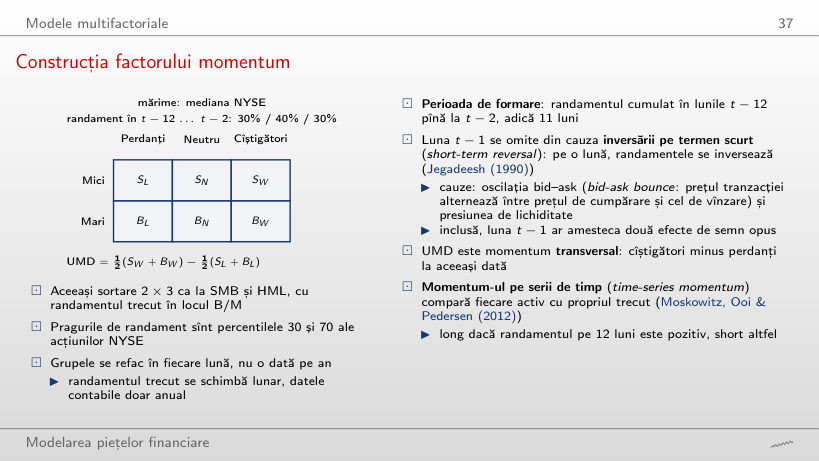 Modele multifactoriale 37
Construcția factorului momentum
mărime: mediana NYSE
randament în t − 12 ... t − 2: 30% / 40% / 30%
Perdanți Neutru Cîștigători
Mici S_L S_N S_W
Mari B_L B_N B_W
UMD = 1/2 (S_W + B_W) − 1/2 (S_L + B_L)
Aceeași sortare 2 × 3 ca la SMB și HML, cu
randamentul trecut în locul B/M
Pragurile de randament sînt percentilele 30 și 70 ale
acțiunilor NYSE
Grupele se refac în fiecare lună, nu o dată pe an
▶ randamentul trecut se schimbă lunar, datele
contabile doar anual
Perioada de formare: randamentul cumulat în lunile t − 12
pînă la t − 2, adică 11 luni
Luna t − 1 se omite din cauza inversării pe termen scurt
(short-term reversal): pe o lună, randamentele se inversează
(Jegadeesh (1990))
▶ cauze: oscilația bid–ask (bid-ask bounce: prețul tranzacției
alternează între prețul de cumpărare și cel de vînzare) și
presiunea de lichiditate
▶ inclusă, luna t − 1 ar amesteca două efecte de semn opus
UMD este momentum transversal: cîștigători minus perdanți
la aceeași dată
Momentum-ul pe serii de timp (time-series momentum)
compară fiecare activ cu propriul trecut (Moskowitz, Ooi &
Pedersen (2012))
▶ long dacă randamentul pe 12 luni este pozitiv, short altfel
Modelarea piețelor financiare